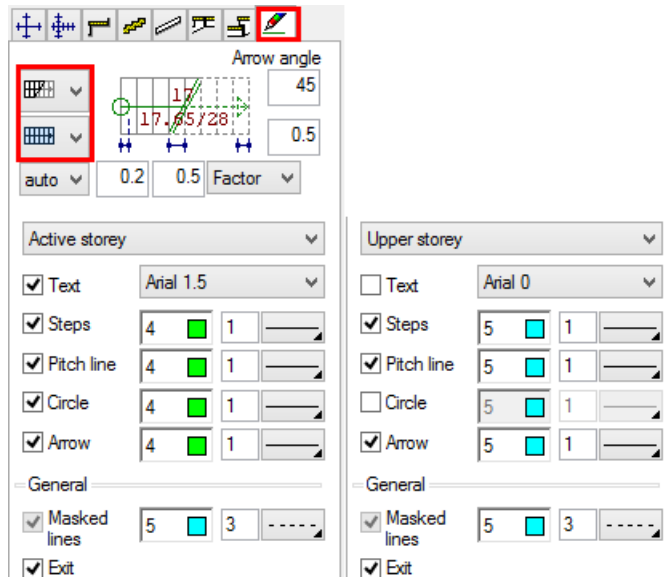 Arrow angle
45
17
17.65/28
0.5
auto 0.2 0.5 Factor
Active storey
Text Arial 1.5
Steps 4 1
Pitch line 4 1
Circle 4 1
Arrow 4 1
General
Masked lines 5 3
Exit
Upper storey
Text Arial 0
Steps 5 1
Pitch line 5 1
Circle 5 1
Arrow 5 1
General
Masked lines 5 3
Exit